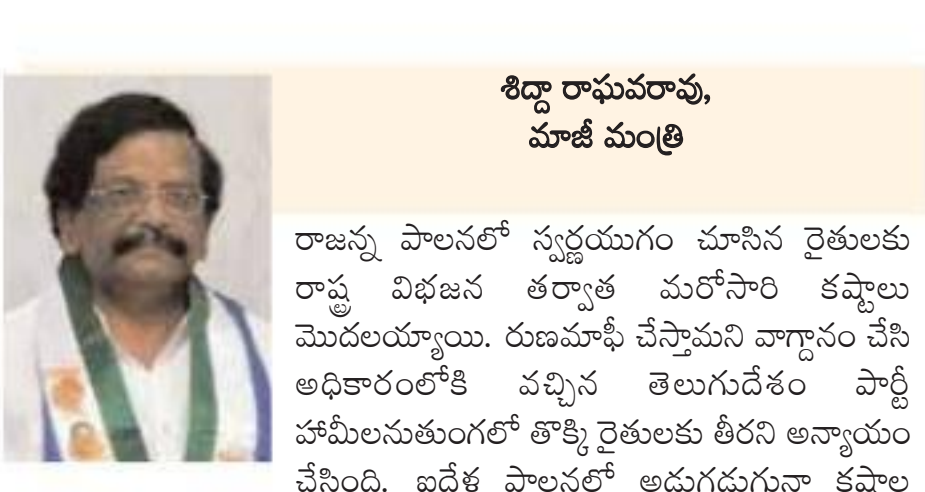 శిద్దా రాఘవరావు,
మాజీ మంత్రి
రాజన్న పాలనలో స్వర్ణయుగం చూసిన రైతులకు
రాష్ట్ర విభజన తర్వాత మరోసారి కష్టాలు
మొదలయ్యాయి. రుణమాఫీ చేస్తామని వాగ్దానం చేసి
అధికారంలోకి వచ్చిన తెలుగుదేశం పార్టీ
హామీలనుతుంగలో తొక్కి రైతులకు తీరని అన్యాయం
చేసింది. ఐదేళ్ల పాలనలో అడుగడుగునా కష్టాల